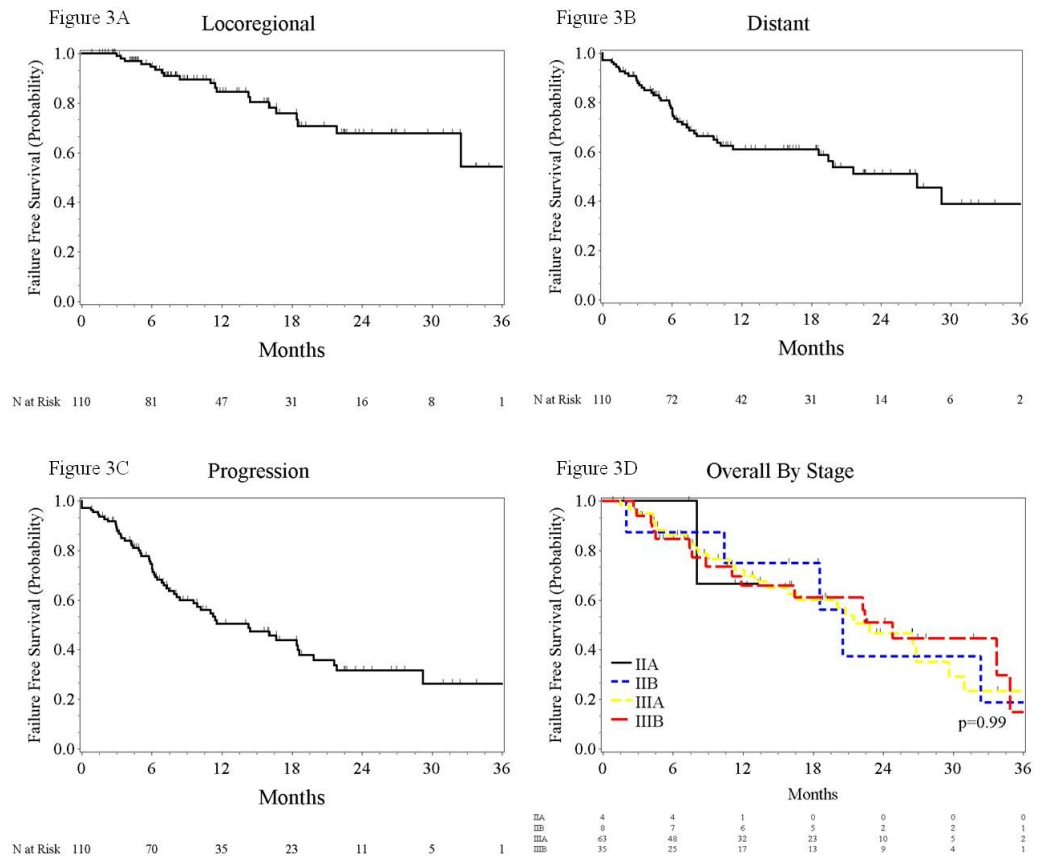 Figure 3A
Locoregional
Failure Free Survival (Probability)
1.0
0.8
0.6
0.4
0.2
0.0
0 6 12 18 24 30 36
Months
N at Risk 110 81 47 31 16 8 1
Figure 3B
Distant
Failure Free Survival (Probability)
1.0
0.8
0.6
0.4
0.2
0.0
0 6 12 18 24 30 36
Months
N at Risk 110 72 42 31 14 6 2
Figure 3C
Progression
Failure Free Survival (Probability)
1.0
0.8
0.6
0.4
0.2
0.0
0 6 12 18 24 30 36
Months
N at Risk 110 70 35 23 11 5 1
Figure 3D
Overall By Stage
Failure Free Survival (Probability)
1.0
0.8
0.6
0.4
0.2
0.0
IIA
IIB
IIIA
IIIB
p=0.99
0 6 12 18 24 30 36
Months
IIA 4 4 1 0 0 0 0
IIB 8 7 6 5 2 2 1
IIIA 63 48 32 23 10 5 2
IIIB 35 25 17 13 9 4 1